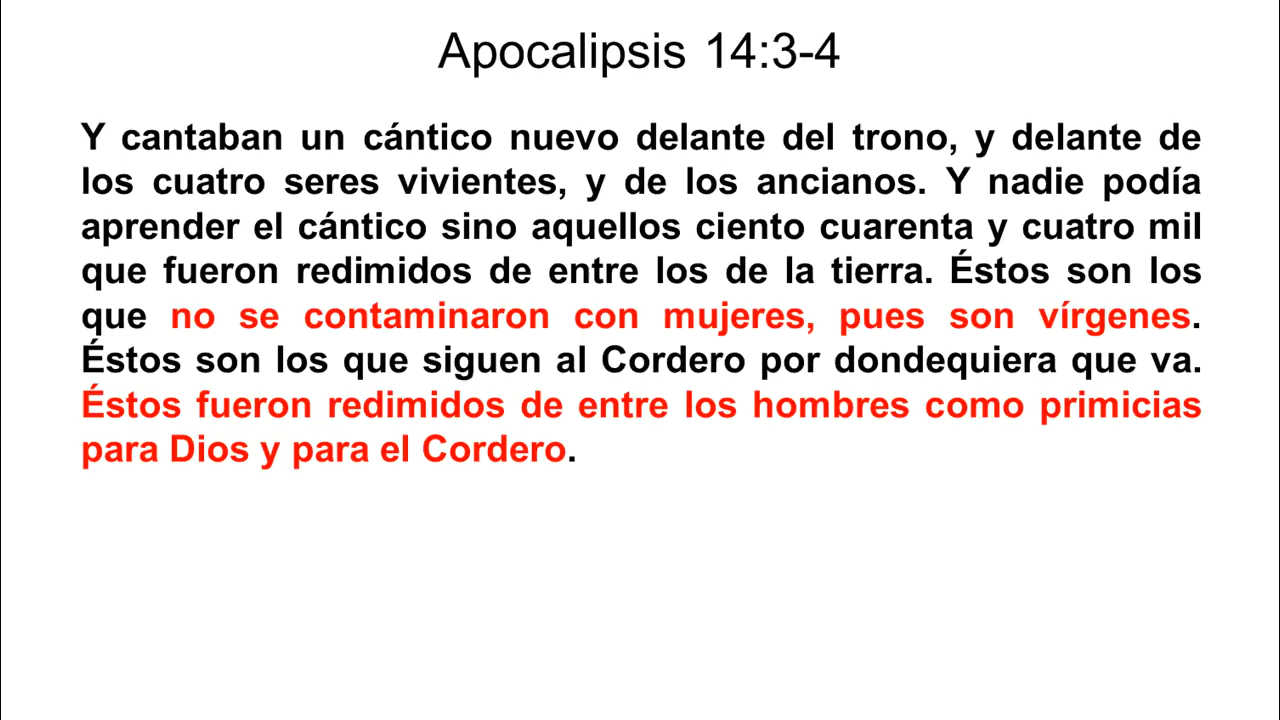 Apocalipsis 14:3-4
Y cantaban un cántico nuevo delante del trono, y delante de
los cuatro seres vivientes, y de los ancianos. Y nadie podía
aprender el cántico sino aquellos ciento cuarenta y cuatro mil
que fueron redimidos de entre los de la tierra. Éstos son los
que no se contaminaron con mujeres, pues son vírgenes.
Éstos son los que siguen al Cordero por dondequiera que va.
Éstos fueron redimidos de entre los hombres como primicias
para Dios y para el Cordero.